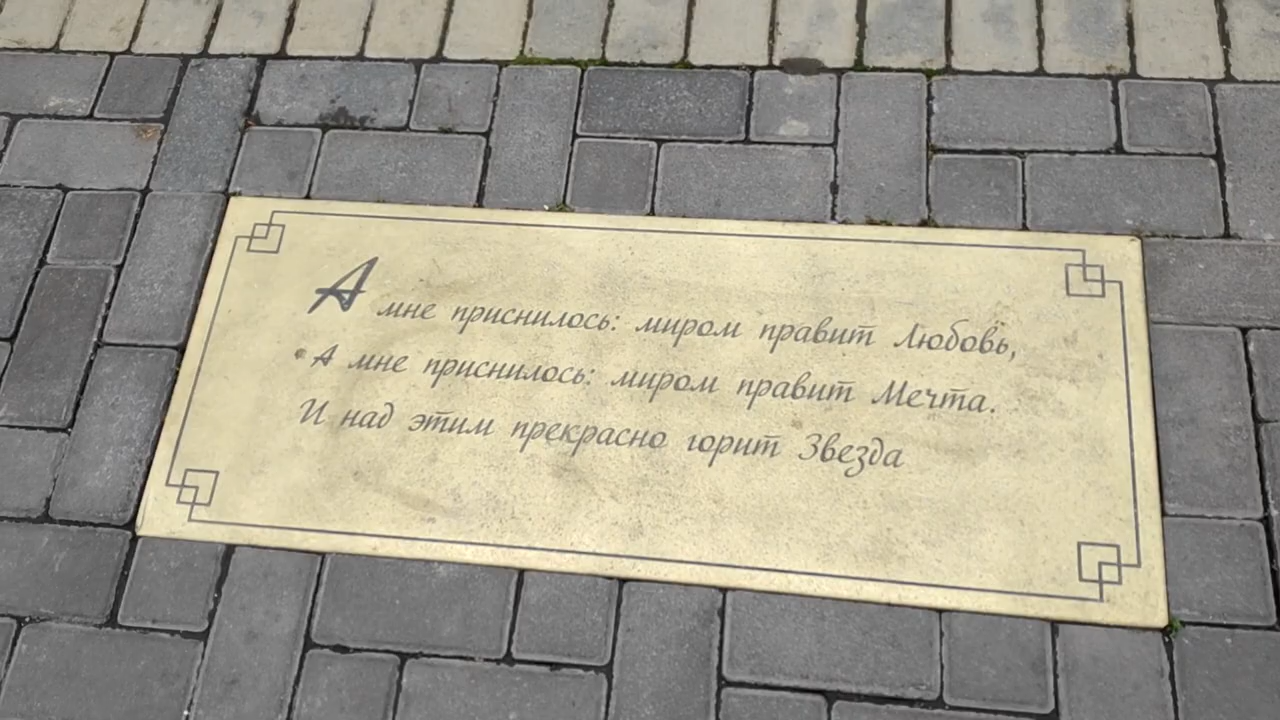 А мне приснилось: миром правит Любовь,
А мне приснилось: миром правит Мечта.
И над этим прекрасно горит Звезда